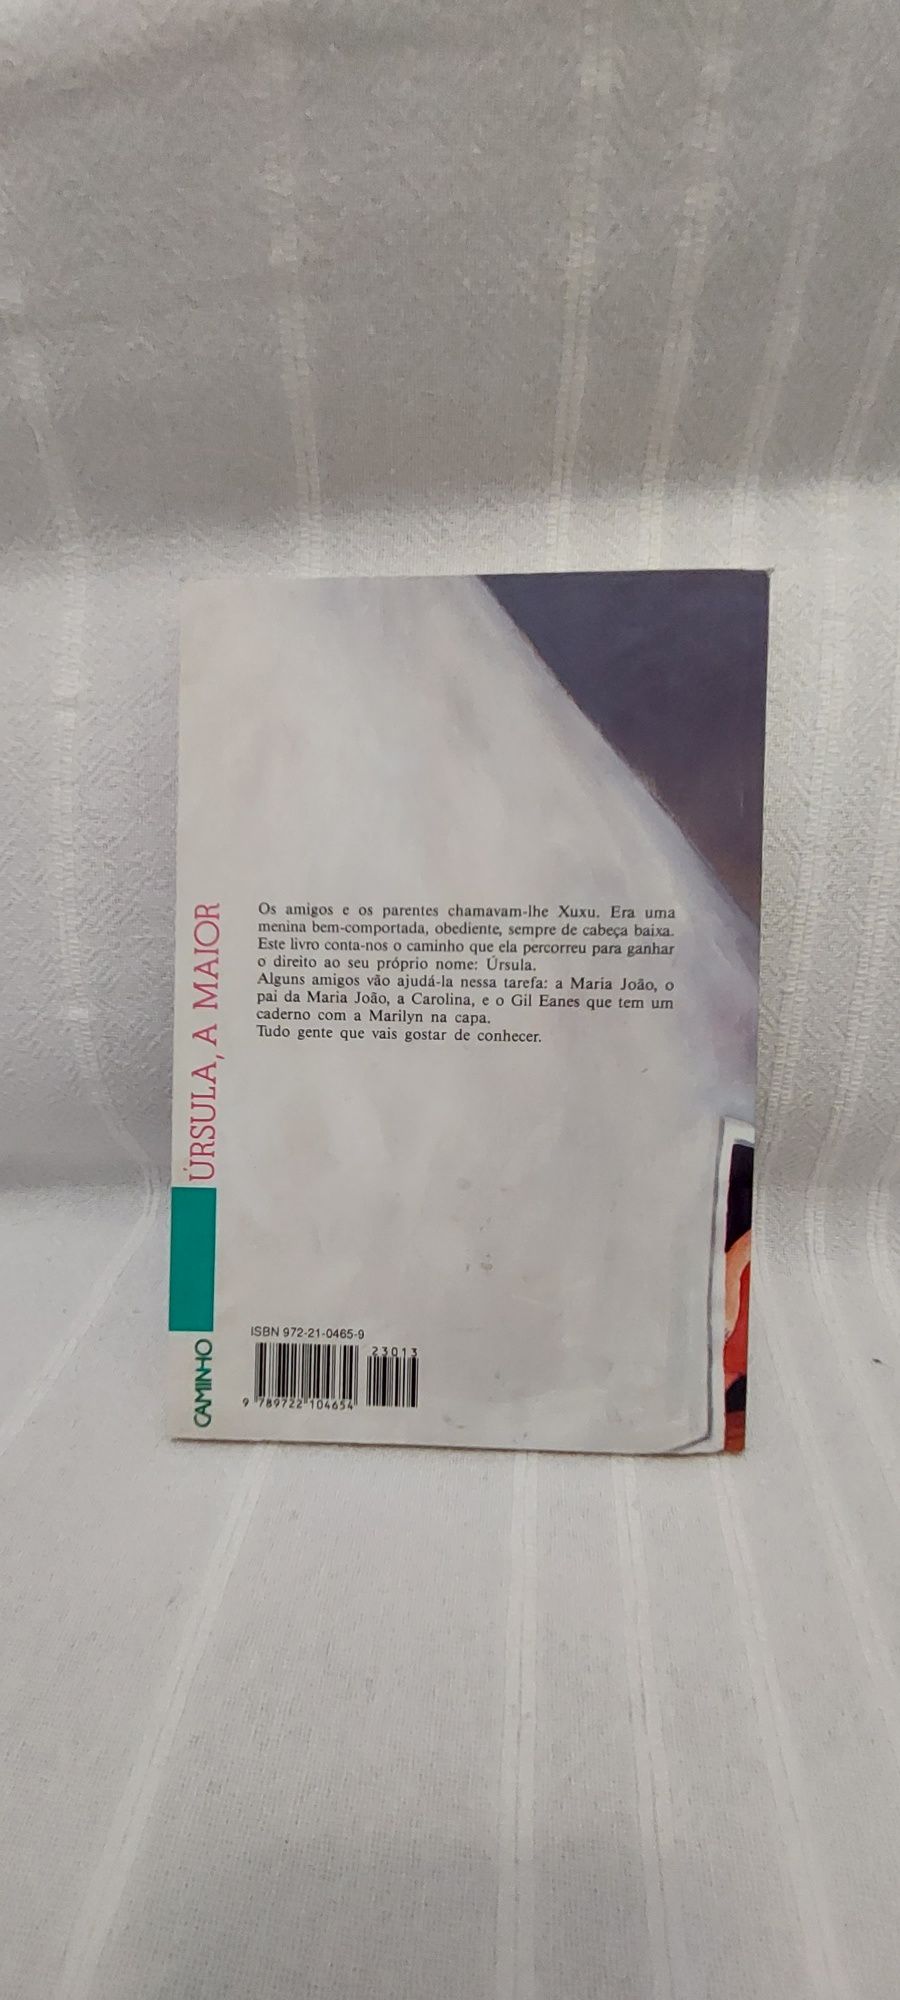 Os amigos e os parentes chamavam-lhe Xuxu. Era uma
menina bem-comportada, obediente, sempre de cabeça baixa.
Este livro conta-nos o caminho que ela percorreu para ganhar
o direito ao seu próprio nome: Úrsula.
Alguns amigos vão ajudá-la nessa tarefa: a Maria João, o
pai da Maria João, a Carolina, e o Gil Eanes que tem um
caderno com a Marilyn na capa.
Tudo gente que vais gostar de conhecer.
ÚRSULA, A MAIOR
CAMINHO
ISBN 972-21-0465-9
23013
9 789722 104654